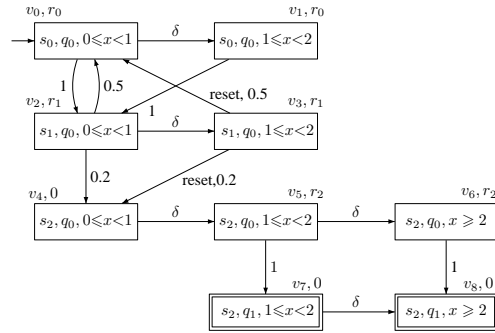 v₀, r₀
v₁, r₀
s₀, q₀, 0⩽x<1
δ
s₀, q₀, 1⩽x<2
1
0.5
reset, 0.5
v₂, r₁
v₃, r₁
1
s₁, q₀, 0⩽x<1
δ
s₁, q₀, 1⩽x<2
0.2
reset,0.2
v₄, 0
v₅, r₂
v₆, r₂
s₂, q₀, 0⩽x<1
δ
s₂, q₀, 1⩽x<2
δ
s₂, q₀, x ⩾ 2
1
1
v₇, 0
v₈, 0
s₂, q₁, 1⩽x<2
δ
s₂, q₁, x ⩾ 2